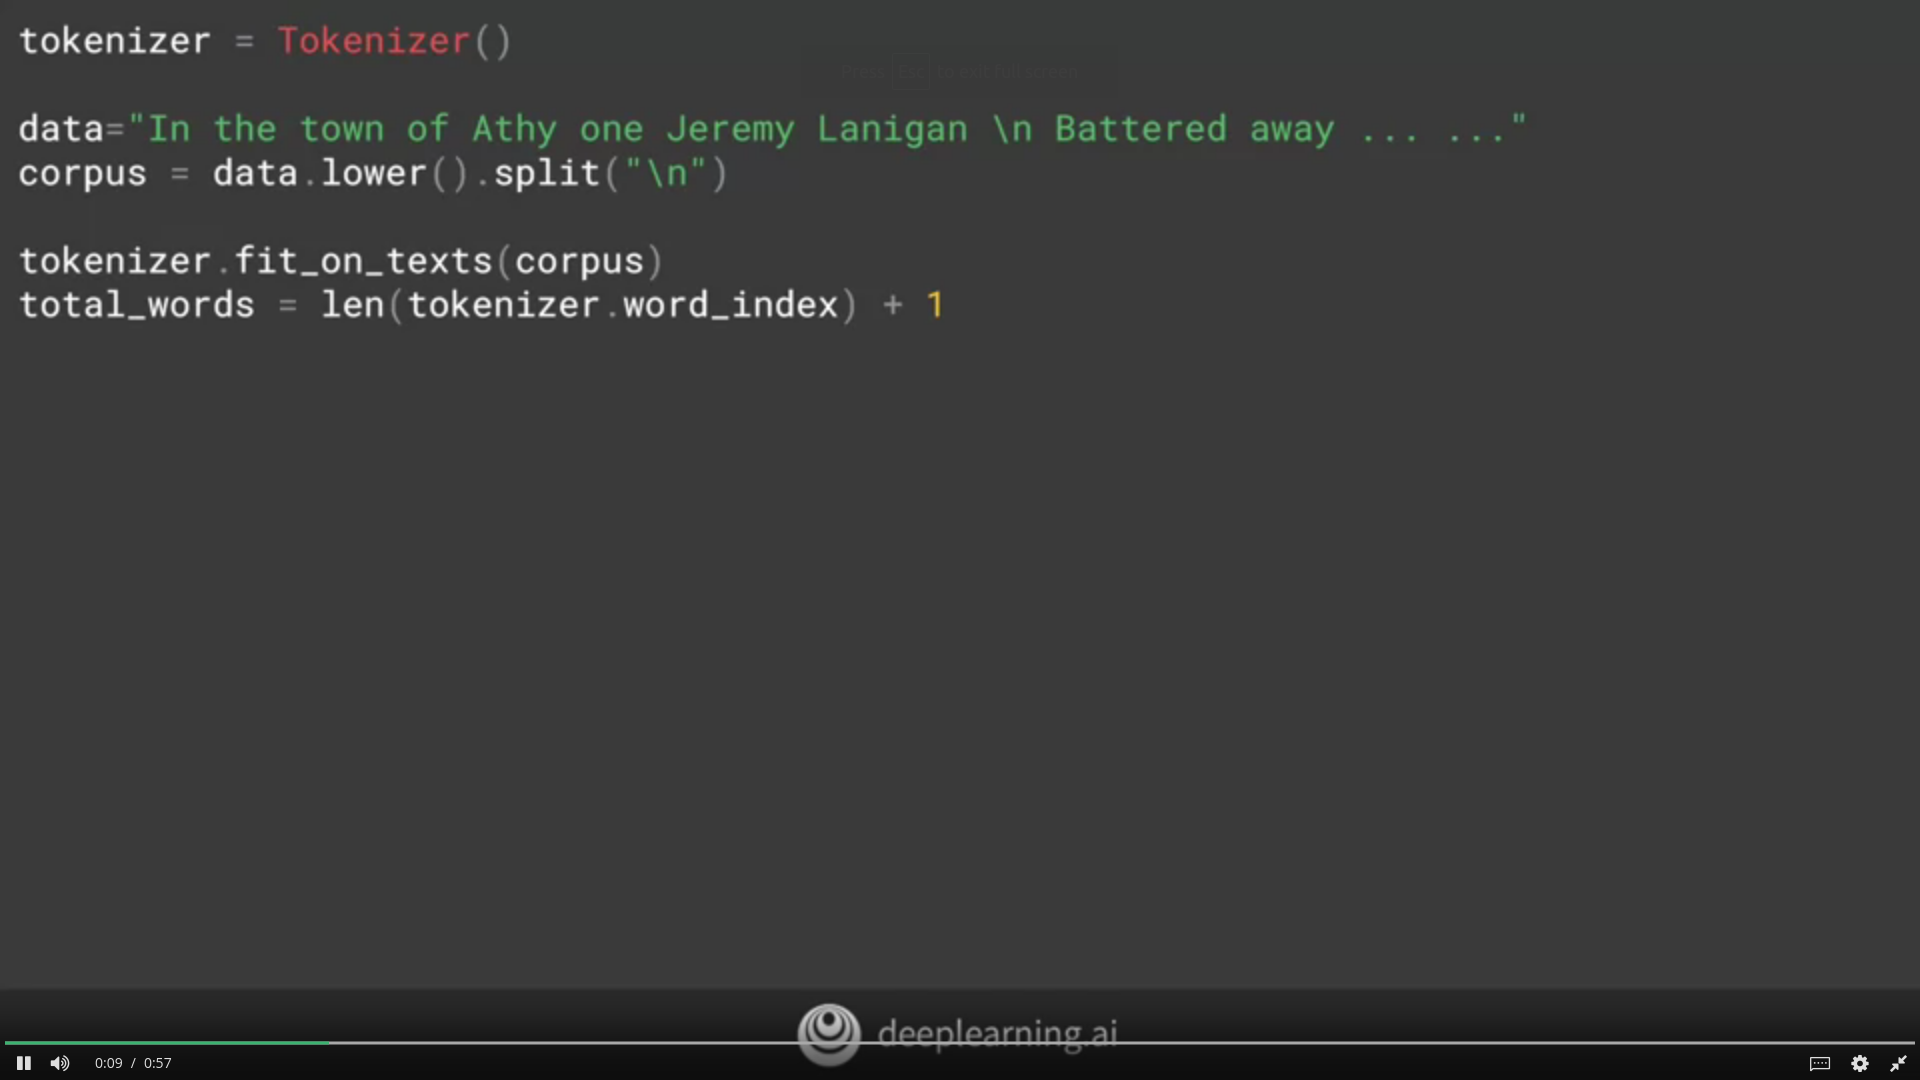 tokenizer = Tokenizer()
Press Esc to exit full screen
data="In the town of Athy one Jeremy Lanigan \n Battered away ... ..."
corpus = data.lower().split("\n")
tokenizer.fit_on_texts(corpus)
total_words = len(tokenizer.word_index) + 1
deeplearning.ai
0:09 / 0:57